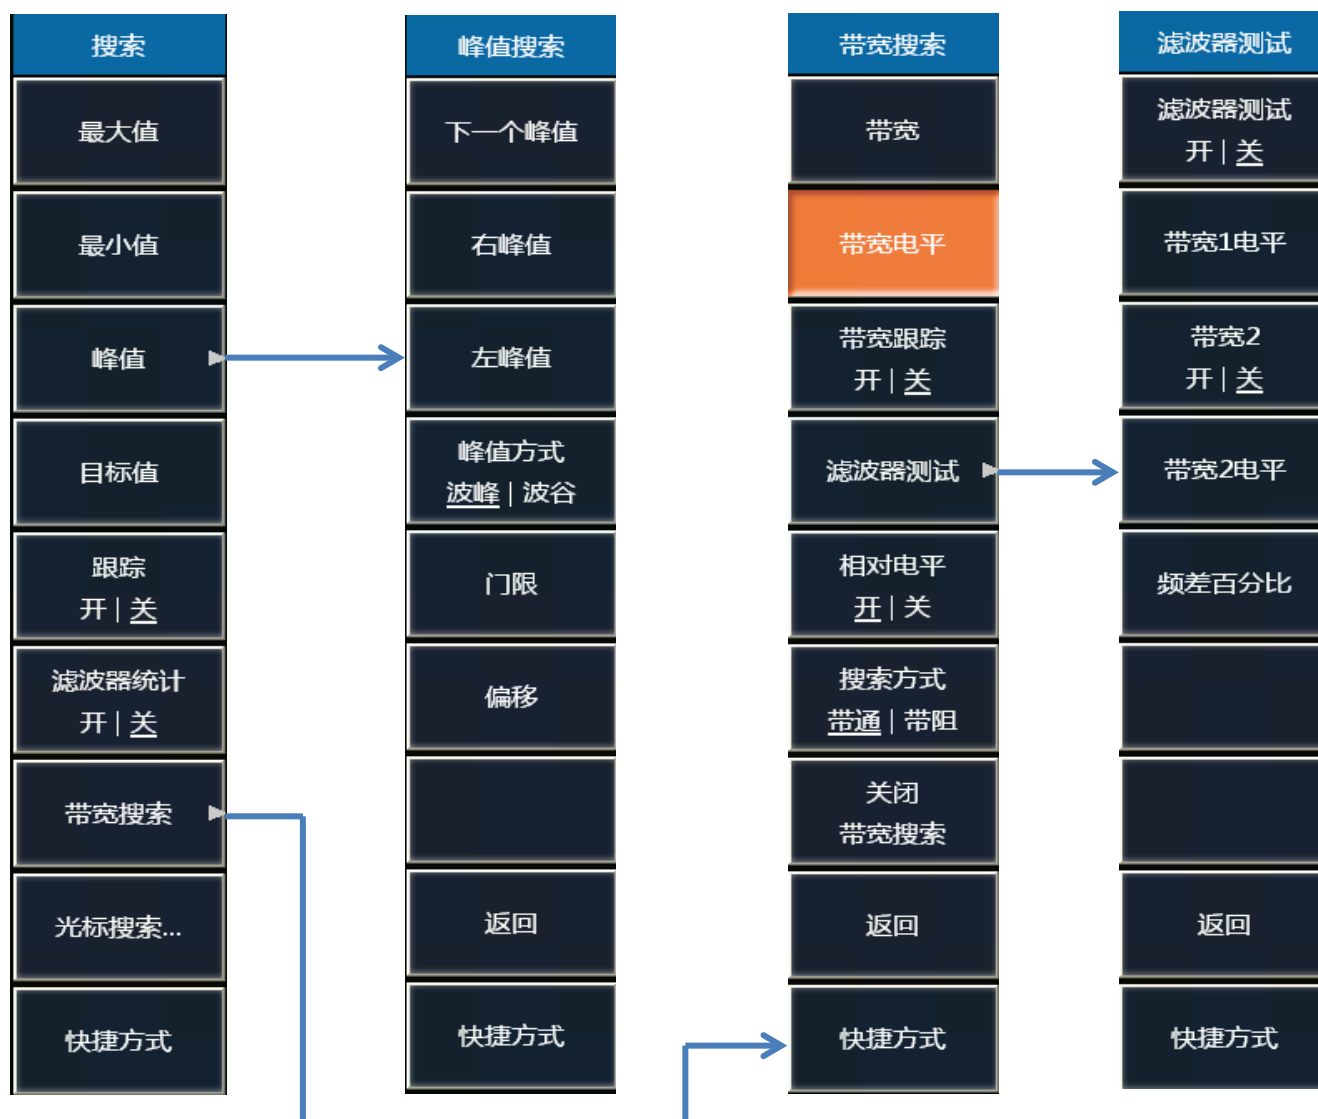 搜索
最大值
最小值
峰值
目标值
跟踪
开 | 关
滤波器统计
开 | 关
带宽搜索
光标搜索...
快捷方式
峰值搜索
下一个峰值
右峰值
左峰值
峰值方式
波峰 | 波谷
门限
偏移
返回
快捷方式
带宽搜索
带宽
带宽电平
带宽跟踪
开 | 关
滤波器测试
相对电平
开 | 关
搜索方式
带通 | 带阻
关闭
带宽搜索
返回
快捷方式
滤波器测试
滤波器测试
开 | 关
带宽1电平
带宽2
开 | 关
带宽2电平
频差百分比
返回
快捷方式